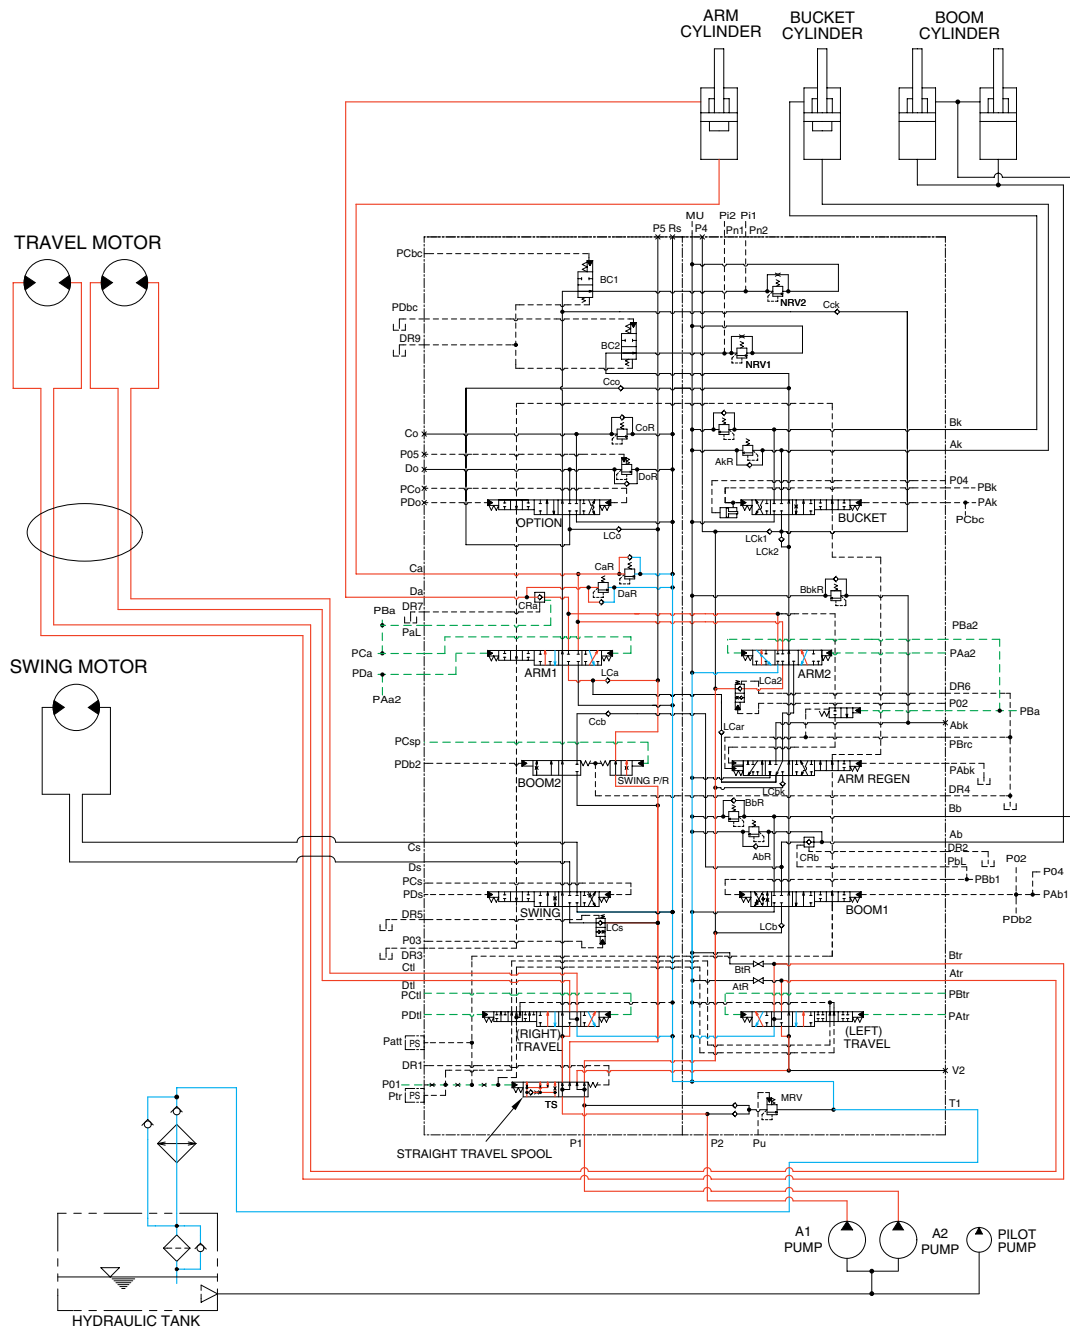 ARM
CYLINDER
BUCKET
CYLINDER
BOOM
CYLINDER
TRAVEL MOTOR
SWING MOTOR
P5 Rs
MU
P4
Pi2
Pi1
Pn1
Pn2
PCbc
BC1
NRV2
Cck
PDbc
DR9
BC2
NRV1
Cco
Co
CoR
P05
Do
DoR
PCo
PDo
OPTION
LCo
Bk
Ak
AkR
P04
PBk
PAk
PCbc
BUCKET
LCk1
LCk2
Ca
CaR
Da
DaR
CRa
DR7
PBa
PaL
PCa
PDa
PAa2
ARM1
LCa
BbkR
PBa2
PAa2
ARM2
LCa2
DR6
P02
PBa
Abk
LCar
Ccb
PCsp
PDb2
BOOM2
SWING P/R
PBrc
PAbk
ARM REGEN
LCbk
DR4
BbR
Bb
AbR
Ab
CRb
DR2
PbL
P02
P04
PBb1
PAb1
PDb2
Cs
Ds
PCs
PDs
SWING
BOOM1
DR5
LCs
LCb
P03
DR3
Ctl
Dtl
PCtl
PDtl
(RIGHT)
TRAVEL
BtR
AtR
Btr
Atr
PBtr
PAtr
(LEFT)
TRAVEL
Patt
PS
DR1
P01
Ptr
PS
TS
V2
MRV
T1
STRAIGHT TRAVEL SPOOL
P1
P2
Pu
A1
PUMP
A2
PUMP
PILOT
PUMP
HYDRAULIC TANK